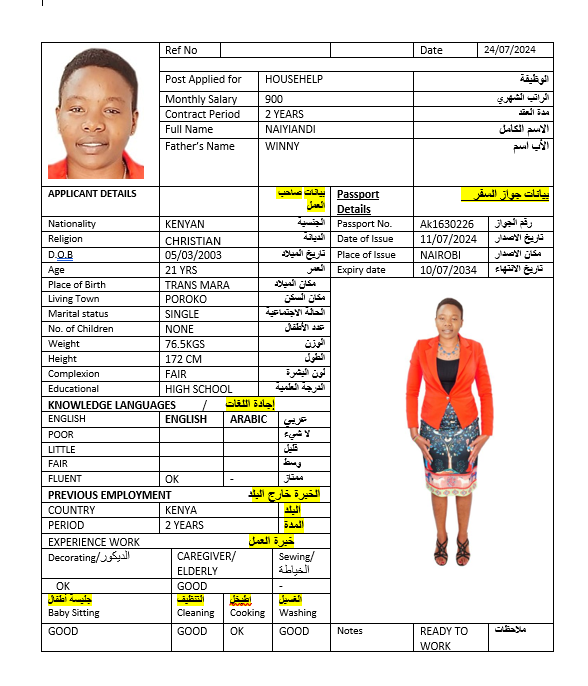 Ref No Date 24/07/2024
Post Applied for HOUSEHELP الوظيفة
Monthly Salary 900 الراتب الشهري
Contract Period 2 YEARS مدة العقد
Full Name NAIYIANDI الاسم الكامل
Father's Name WINNY الأب اسم
APPLICANT DETAILS بيانات صاحب العمل Passport Details بيانات جواز السفر
Nationality KENYAN الجنسية Passport No. Ak1630226 رقم الجواز
Religion CHRISTIAN الديانة Date of Issue 11/07/2024 تاريخ الاصدار
D.O.B 05/03/2003 تاريخ الميلاد Place of Issue NAIROBI مكان الاصدار
Age 21 YRS العمر Expiry date 10/07/2034 تاريخ الانتهاء
Place of Birth TRANS MARA مكان الميلاد
Living Town POROKO مكان السكن
Marital status SINGLE الحالة الاجتماعية
No. of Children NONE عدد الأطفال
Weight 76.5KGS الوزن
Height 172 CM الطول
Complexion FAIR لون البشرة
Educational HIGH SCHOOL الدرجة العلمية
KNOWLEDGE LANGUAGES / إجادة اللغات
ENGLISH ENGLISH ARABIC عربي
POOR لا شيء
LITTLE قليل
FAIR وسط
FLUENT OK - ممتاز
PREVIOUS EMPLOYMENT الخبرة خارج البلد
COUNTRY KENYA البلد
PERIOD 2 YEARS المدة
EXPERIENCE WORK خبرة العمل
Decorating/الديكور CAREGIVER/ ELDERLY Sewing/ الخياطة
OK GOOD -
جليسة أطفال التنظيف الغسيل
Baby Sitting Cleaning Cooking Washing
GOOD GOOD OK GOOD Notes READY TO WORK ملاحظات